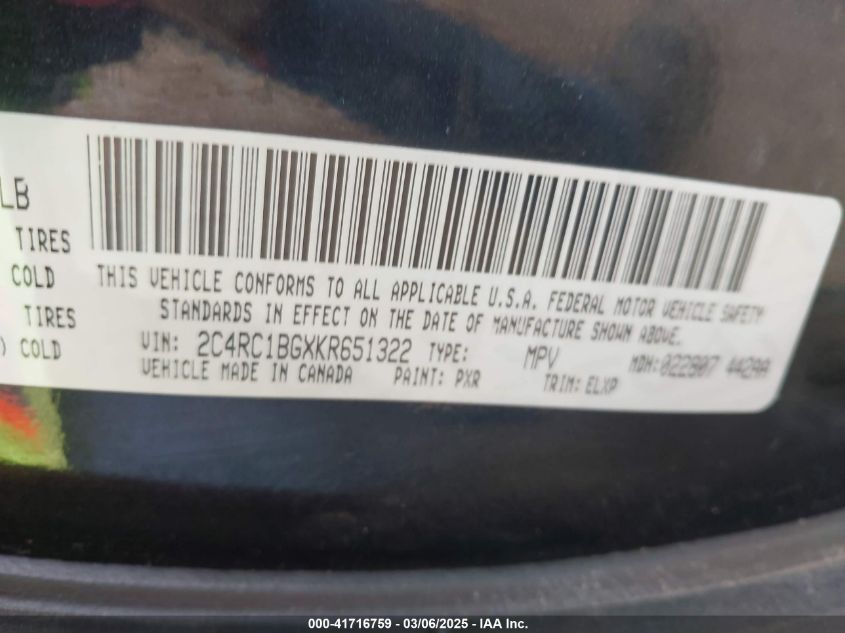 LB
TIRES
COLD
TIRES
) COLD
THIS VEHICLE CONFORMS TO ALL APPLICABLE U.S.A. FEDERAL MOTOR VEHICLE SAFETY
STANDARDS IN EFFECT ON THE DATE OF MANUFACTURE SHOWN ABOVE.
VIN: 2C4RC1BGXKR651322 TYPE: MPV MDH:022807 442AA
VEHICLE MADE IN CANADA PAINT: PXR TRIM: ELXP
000-41716759 — 03/06/2025 - IAA Inc.